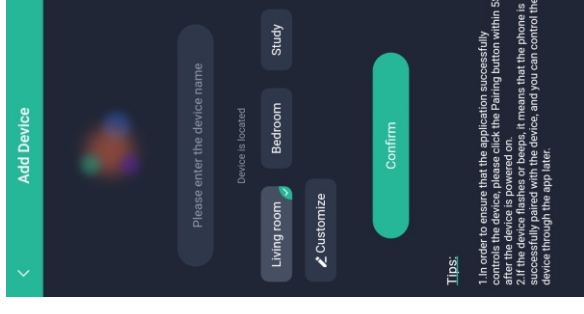 Add Device
Please enter the device name
Device is located
Living room
Bedroom
Study
Customize
Confirm
Tips:
1.In order to ensure that the application successfully
controls the device, please click the Pairing button within
after the device is powered on.
2.If the device flashes or beeps, it means that the phone is
successfully paired with the device, and you can control the
device through the app later.